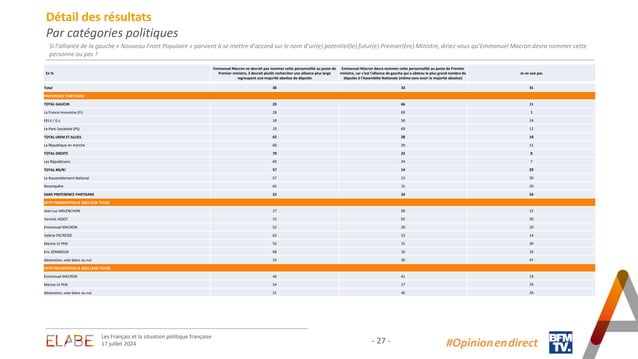 Détail des résultats
Par catégories politiques
Si l'alliance de la gauche « Nouveau Front Populaire » parvient à se mettre d'accord sur le nom d'un(e) potentiel(le) futur(e) Premier(ère) Ministre, diriez-vous qu'Emmanuel Macron devra nommer cette
personne ou pas ?
En %
Emmanuel Macron ne devrait pas nommer cette personnalité au poste de Premier ministre, il devrait plutôt rechercher une alliance plus large regroupant une majorité absolue de députés
Emmanuel Macron devra nommer cette personnalité au poste de Premier ministre, car c'est l'alliance de gauche qui a obtenu le plus grand nombre de députés à l'Assemblée Nationale (même sans avoir la majorité absolue)
Je ne sais pas
Total 36 33 31
PREFERENCE PARTISANE
TOTAL GAUCHE 23 66 11
La France insoumise (FI) 28 69 3
EELV / G.s 18 58 24
Le Parti Socialiste (PS) 19 69 12
TOTAL LREM ET ALLIES 62 28 10
La République en marche 60 29 11
TOTAL DROITE 70 22 8
Les Républicains 69 24 7
TOTAL RN/R! 57 14 29
Le Rassemblement National 57 13 30
Reconquête
SANS PREFERENCE PARTISANE 22 24 54
VOTE PRESIDENTIELLE 2022 (1ER TOUR)
Jean-Luc MELENCHON 17 68 15
Yannick JADOT 12 62 26
Emmanuel MACRON 52 28 20
Valérie PECRESSE 63 23 14
Marine LE PEN 55 15 30
Eric ZEMMOUR 68 16 16
Abstention, vote blanc ou nul 23 30 47
VOTE PRESIDENTIELLE 2022 (2ND TOUR)
Emmanuel MACRON 40 41 19
Marine LE PEN 54 17 29
Abstention, vote blanc ou nul 21 40 39
ELABE
Les Français et la situation politique française
17 juillet 2024
- 27 -
#Opinion en direct
BFM
TV.